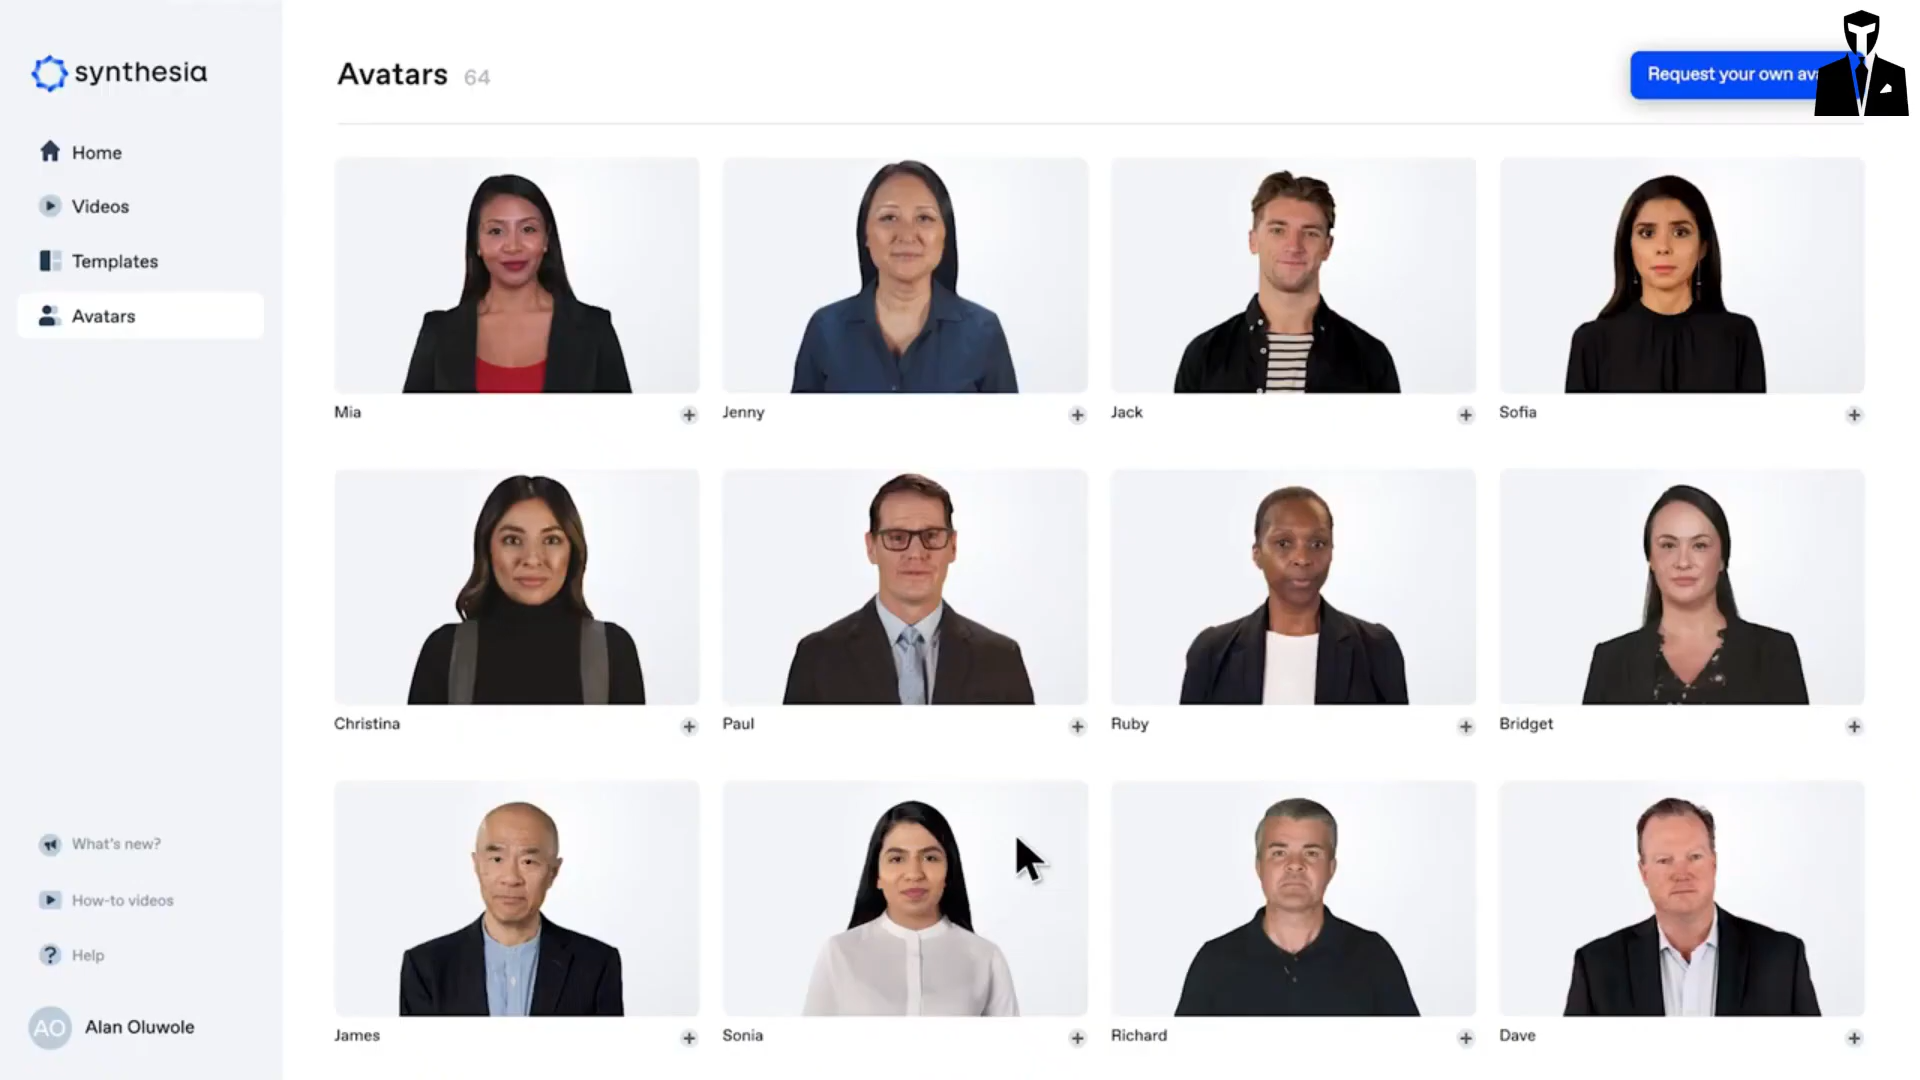 synthesia
Home
Videos
Templates
Avatars
What's new?
How-to videos
? Help
AO Alan Oluwole
Avatars 64
Request your own
Mia
Jenny
Jack
Sofia
Christina
Paul
Ruby
Bridget
James
Sonia
Richard
Dave